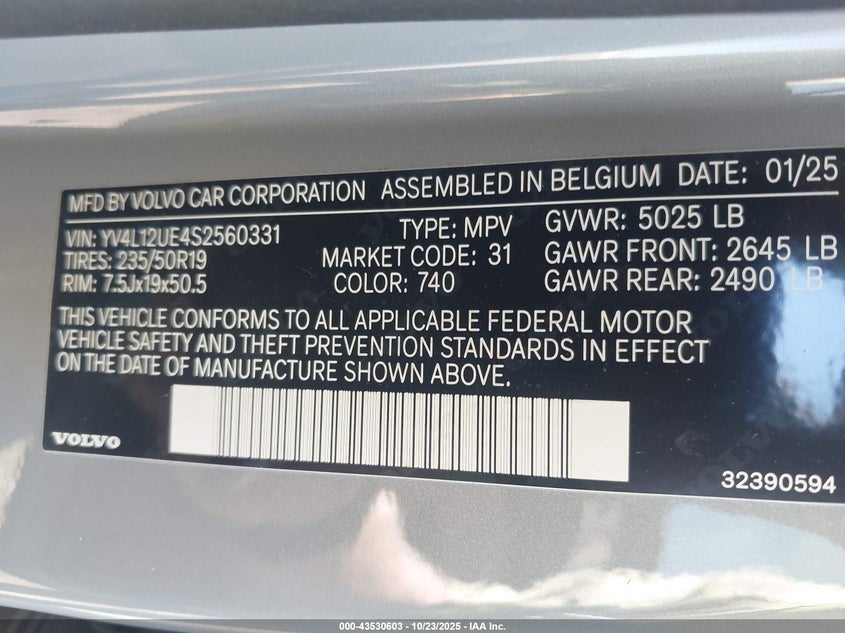 MFD BY VOLVO CAR CORPORATION ASSEMBLED IN BELGIUM DATE: 01/25
VIN: YV4L12UE4S2560331 TYPE: MPV GVWR: 5025 LB
TIRES: 235/50R19 MARKET CODE: 31 GAWR FRONT: 2645 LB
RIM: 7.5Jx19x50.5 COLOR: 740 GAWR REAR: 2490 LB
THIS VEHICLE CONFORMS TO ALL APPLICABLE FEDERAL MOTOR
VEHICLE SAFETY AND THEFT PREVENTION STANDARDS IN EFFECT
ON THE DATE OF MANUFACTURE SHOWN ABOVE.
VOLVO
32390594
000-43530603 - 10/23/2025 - IAA Inc.